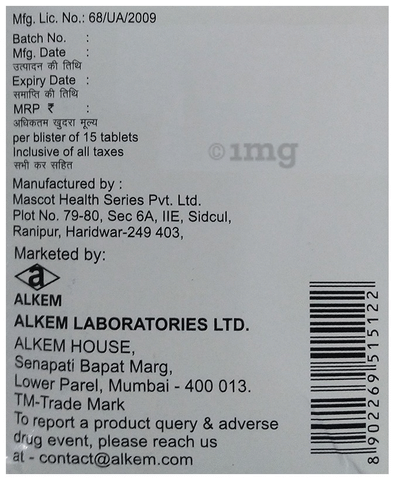 Mfg. Lic. No.: 68/UA/2009
Batch No. :
Mfg. Date :
उत्पादन की तिथि
Expiry Date :
समाप्ति की तिथि
MRP ₹ :
अधिकतम खुदरा मूल्य
per blister of 15 tablets
Inclusive of all taxes
सभी कर सहित
©1mg
Manufactured by :
Mascot Health Series Pvt. Ltd.
Plot No. 79-80, Sec 6A, IIE, Sidcul,
Ranipur, Haridwar-249 403,
Marketed by:
a
ALKEM
ALKEM LABORATORIES LTD.
ALKEM HOUSE,
Senapati Bapat Marg,
Lower Parel, Mumbai - 400 013.
TM-Trade Mark
To report a product query & adverse
drug event, please reach us
at - contact@alkem.com
8 902269 515122